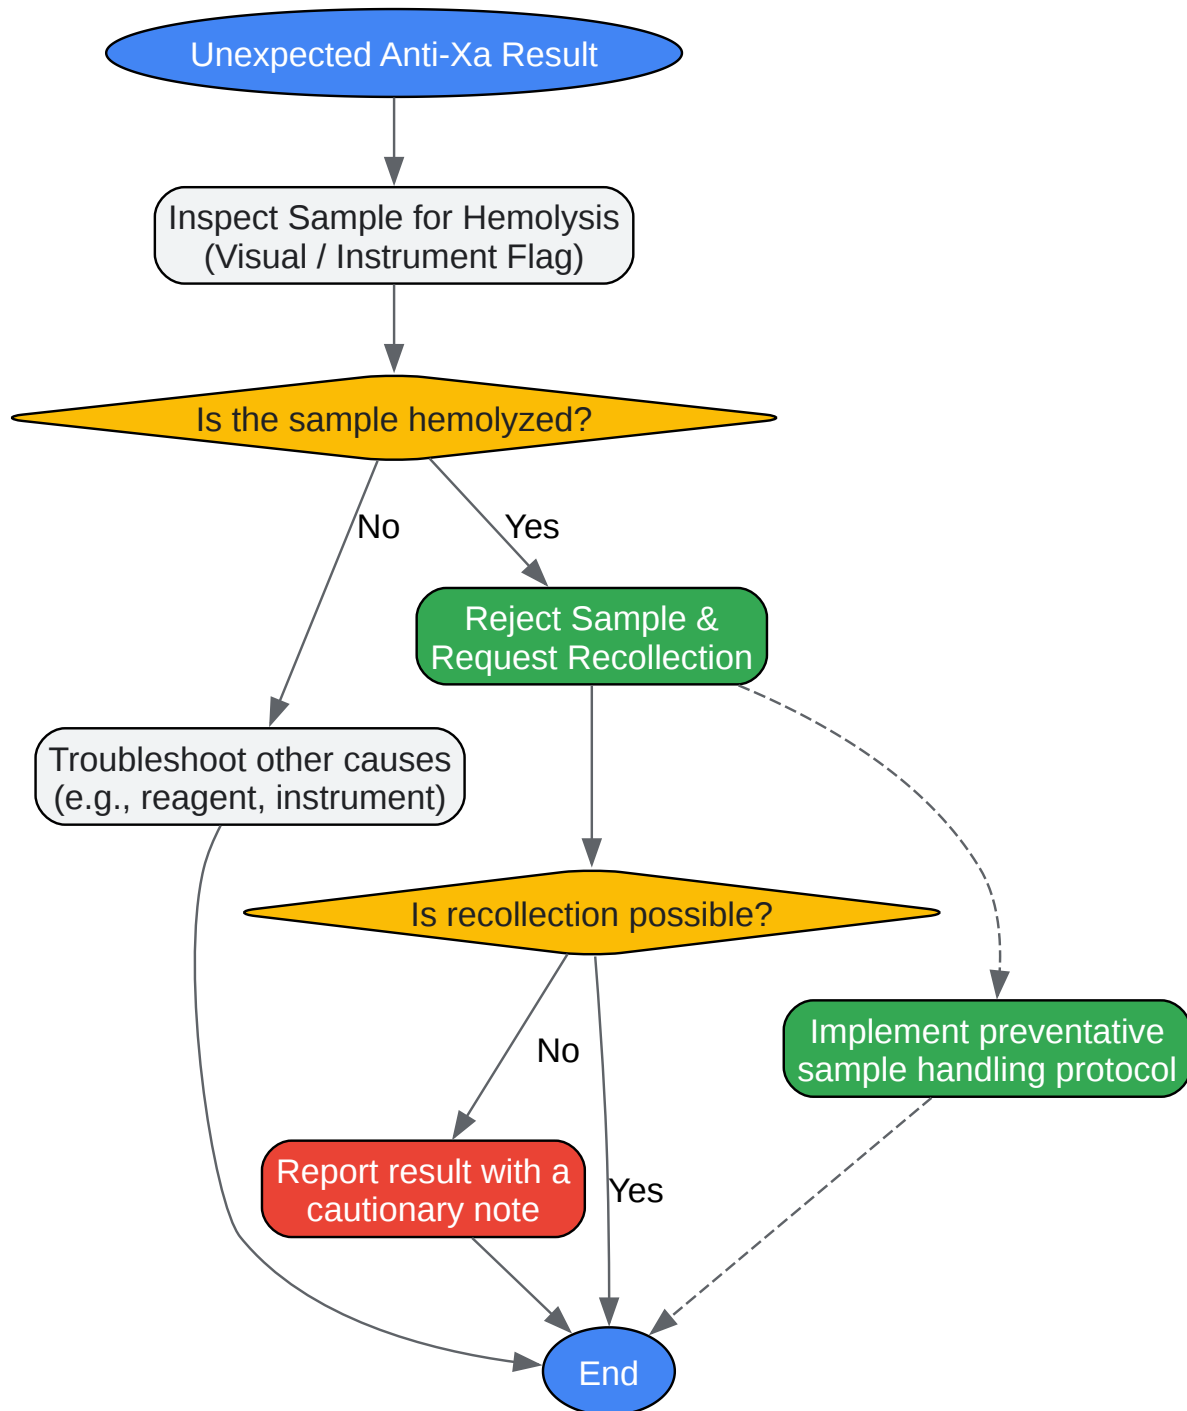 Unexpected Anti-Xa Result
Inspect Sample for Hemolysis
(Visual / Instrument Flag)
Is the sample hemolyzed?
No
Yes
Reject Sample &
Request Recollection
Troubleshoot other causes
(e.g., reagent, instrument)
Is recollection possible?
No
Implement preventative
sample handling protocol
Report result with a
cautionary note
Yes
End